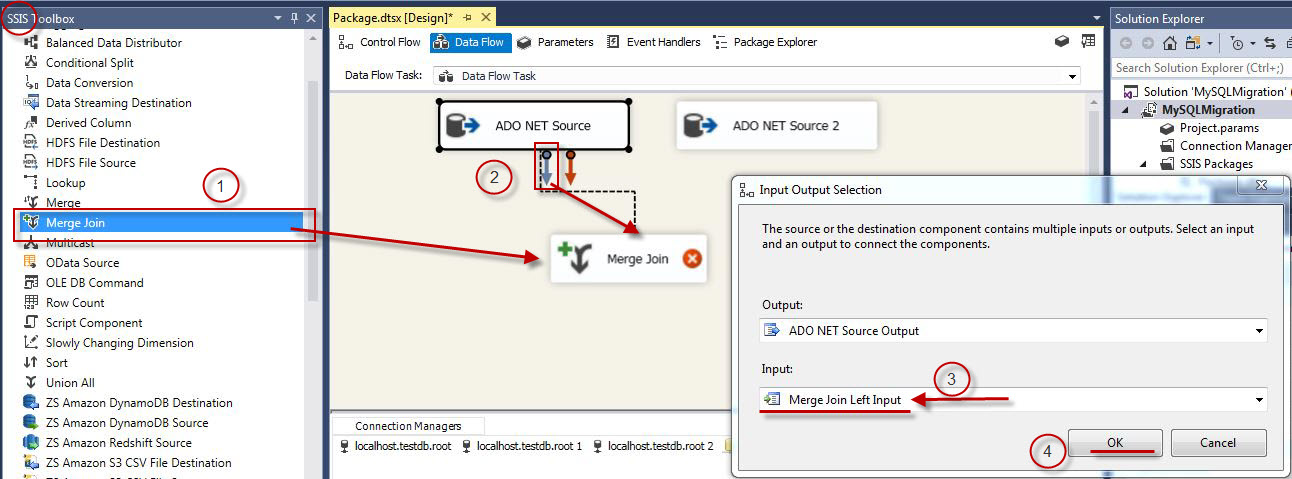 SSIS Toolbox
Balanced Data Distributor
Conditional Split
Data Conversion
Data Streaming Destination
Derived Column
HDFS File Destination
HDFS File Source
Lookup
Merge
Merge Join
Multicast
OData Source
OLE DB Command
Row Count
Script Component
Slowly Changing Dimension
Sort
Union All
ZS Amazon DynamoDB Destination
ZS Amazon DynamoDB Source
ZS Amazon Redshift Source
ZS Amazon S3 CSV File Destination
1
Package.dtsx [Design]*
Control Flow
Data Flow
Parameters
Event Handlers
Package Explorer
Data Flow Task:
Data Flow Task
ADO NET Source
ADO NET Source 2
2
Merge Join
Connection Managers
localhost.testdb.root
localhost.testdb.root 1
localhost.testdb.root 2
Solution Explorer
Search Solution Explorer (Ctrl+;)
Solution 'MySQLMigration' (
MySQLMigration
Project.params
Connection Manager
SSIS Packages
Input Output Selection
The source or the destination component contains multiple inputs or outputs. Select an input
and an output to connect the components.
Output:
ADO NET Source Output
Input:
3
Merge Join Left Input
4
OK
Cancel